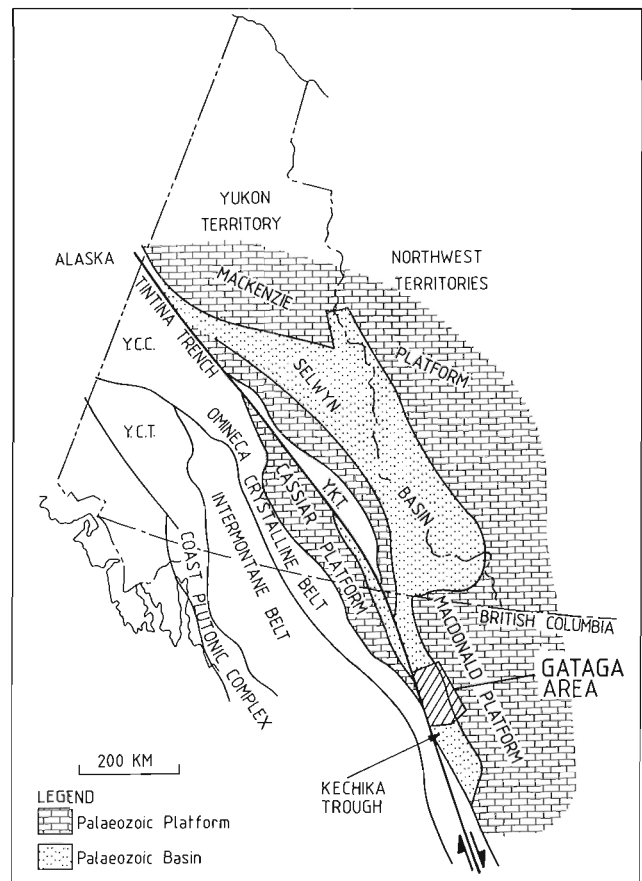 YUKON
TERRITORY
ALASKA
NORTHWEST
TERRITORIES
MACKENZIE
PLATFORM
TINTINA TRENCH
Y.C.C.
SELWYN
BASIN
Y.C.T.
OMINECA CRYSTALLINE BELT
CASSIAR PLATFORM
Y.K.T.
INTERMONTANE BELT
COAST PLUTONIC COMPLEX
BRITISH COLUMBIA
MACDONALD PLATFORM
GATAGA
AREA
200 KM
KECHIKA
TROUGH
LEGEND
Palaeozoic Platform
Palaeozoic Basin